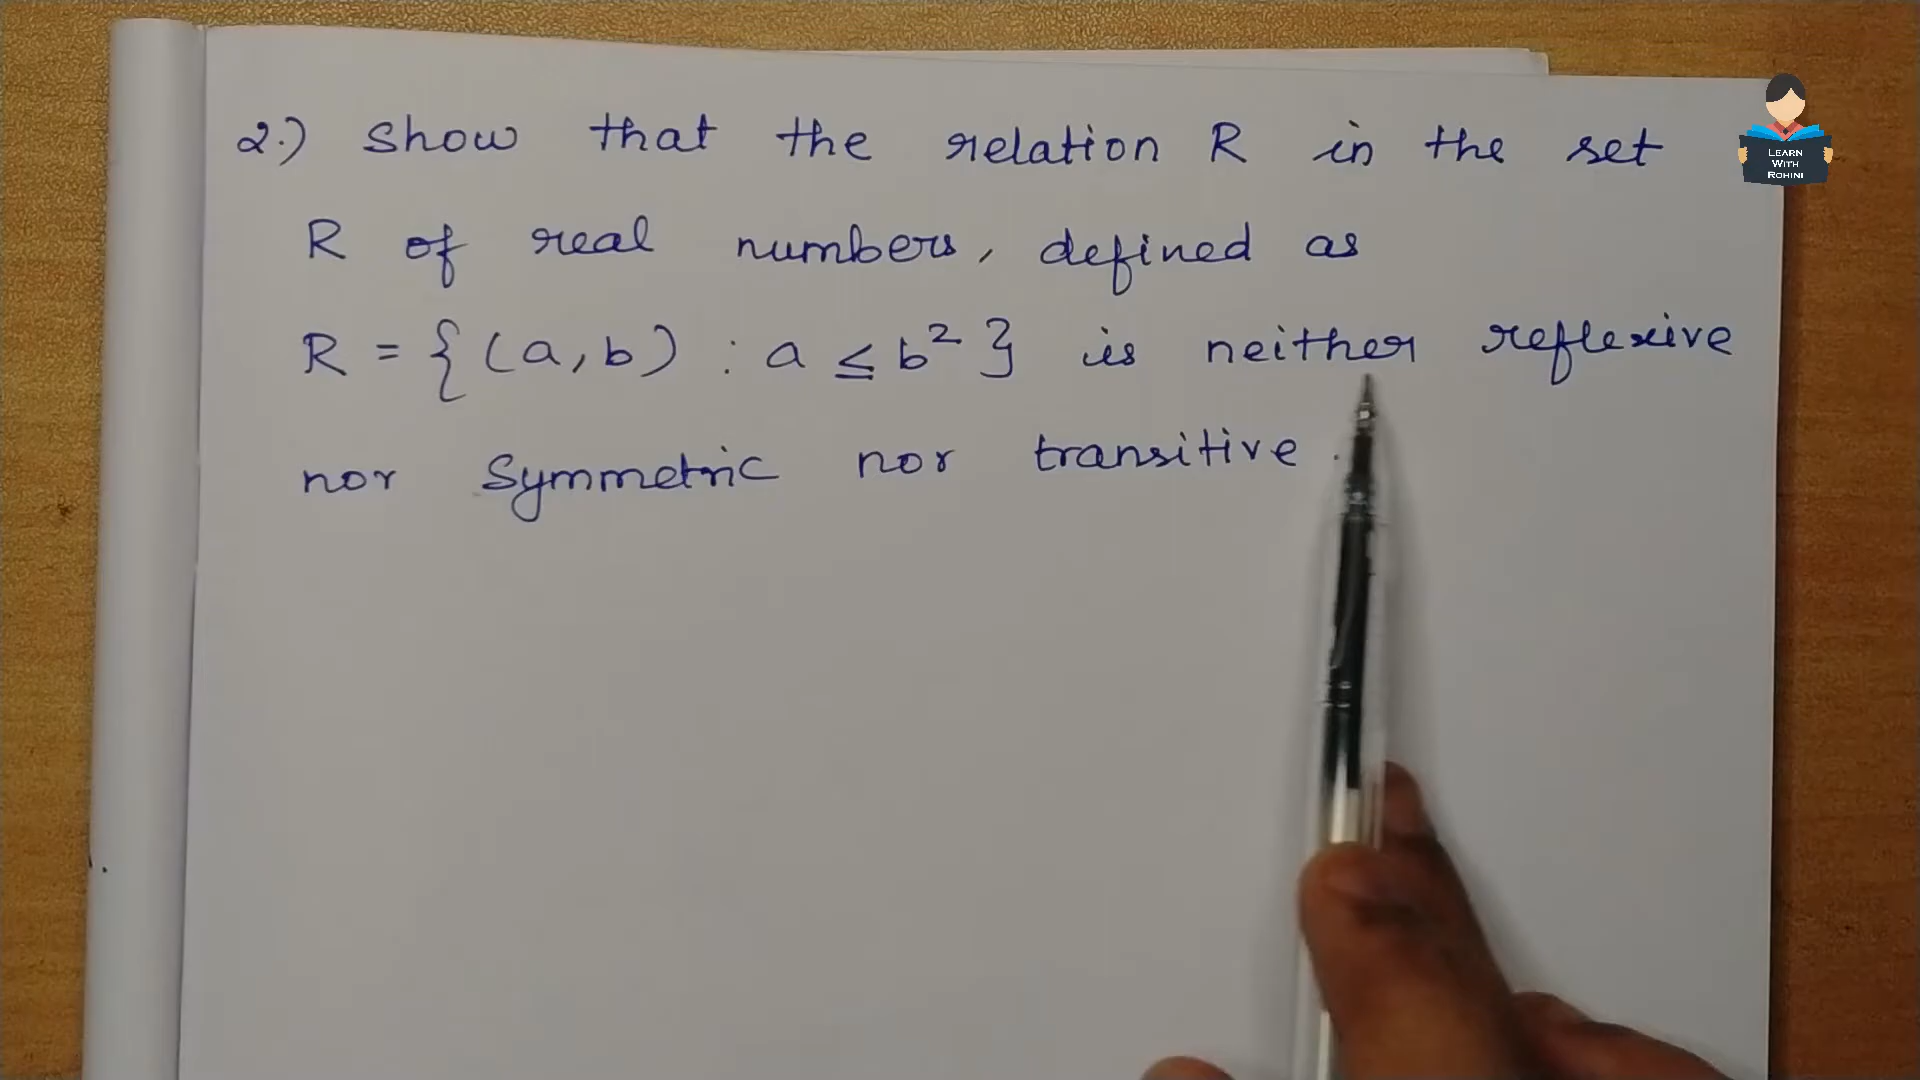 2.) Show that the relation R in the set
R of real numbers, defined as
R = {(a, b) : a ≤ b²} is neither reflexive
nor Symmetric nor transitive.
LEARN
WITH
ROHINI